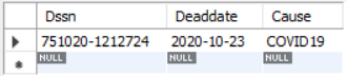 Dssn Deaddate Cause
751020-1212724 2020-10-23 COVID19
NULL NULL NULL